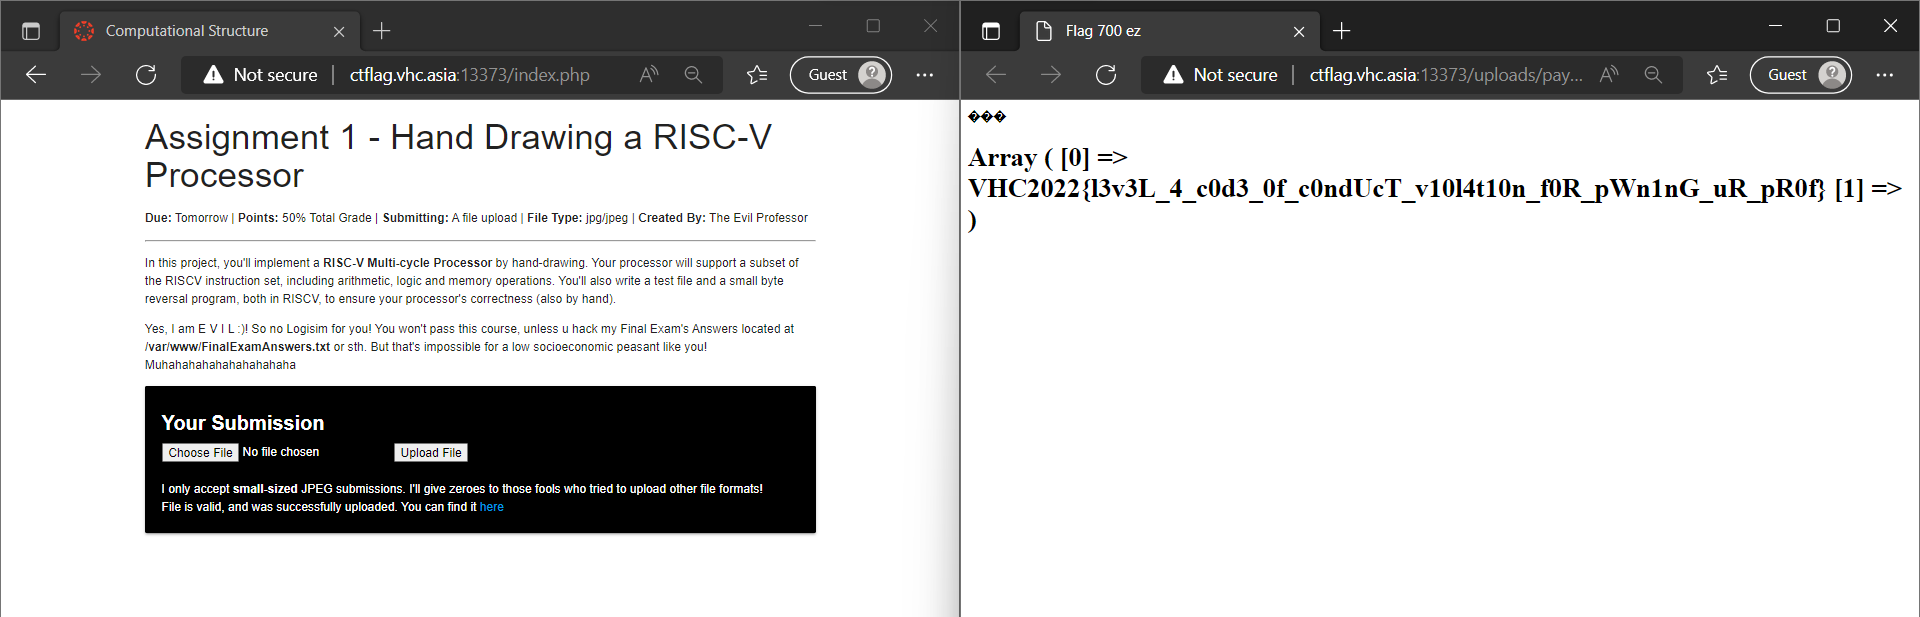 Computational Structure
Not secure | ctflag.vhc.asia:13373/index.php
Guest
Assignment 1 - Hand Drawing a RISC-V
Processor
Due: Tomorrow | Points: 50% Total Grade | Submitting: A file upload | File Type: jpg/jpeg | Created By: The Evil Professor
In this project, you'll implement a RISC-V Multi-cycle Processor by hand-drawing. Your processor will support a subset of
the RISCV instruction set, including arithmetic, logic and memory operations. You'll also write a test file and a small byte
reversal program, both in RISCV, to ensure your processor's correctness (also by hand).
Yes, I am E V I L :)! So no Logisim for you! You won't pass this course, unless u hack my Final Exam's Answers located at
/var/www/FinalExamAnswers.txt or sth. But that's impossible for a low socioeconomic peasant like you!
Muhahahahahahahahahaha
Your Submission
Choose File No file chosen Upload File
I only accept small-sized JPEG submissions. I'll give zeroes to those fools who tried to upload other file formats!
File is valid, and was successfully uploaded. You can find it here
Flag 700 ez
Not secure | ctflag.vhc.asia:13373/uploads/pay...
Guest
���
Array ( [0] =>
VHC2022{l3v3L_4_c0d3_0f_c0ndUcT_v10l4t10n_f0R_pWn1nG_uR_pR0f} [1] =>
)